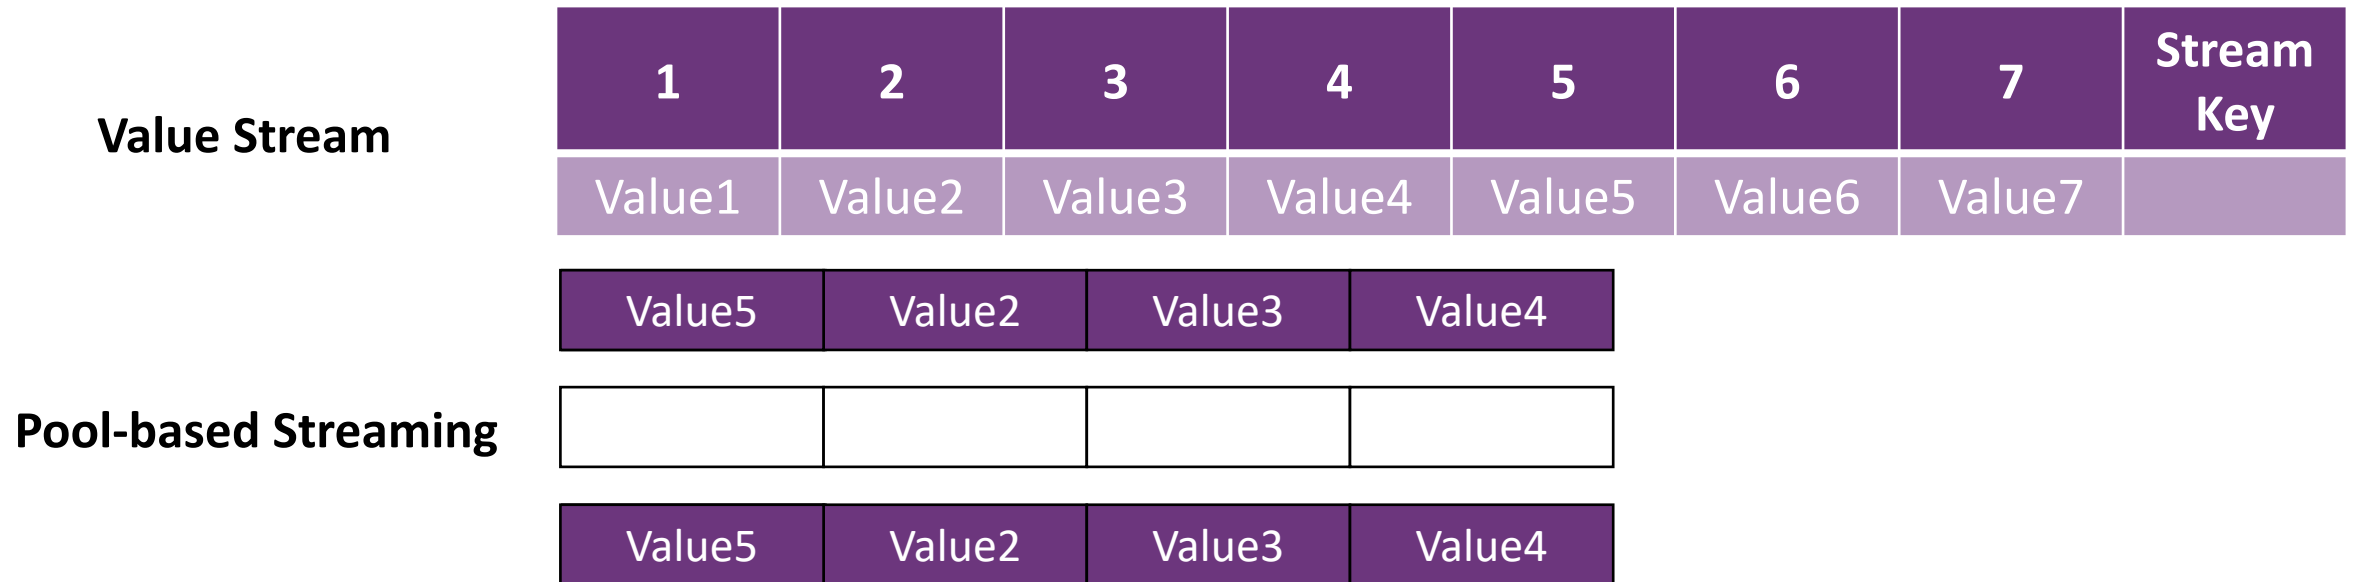 Value Stream
1 2 3 4 5 6 7 Stream Key
Value1 Value2 Value3 Value4 Value5 Value6 Value7
Value5 Value2 Value3 Value4
Pool-based Streaming
Value5 Value2 Value3 Value4